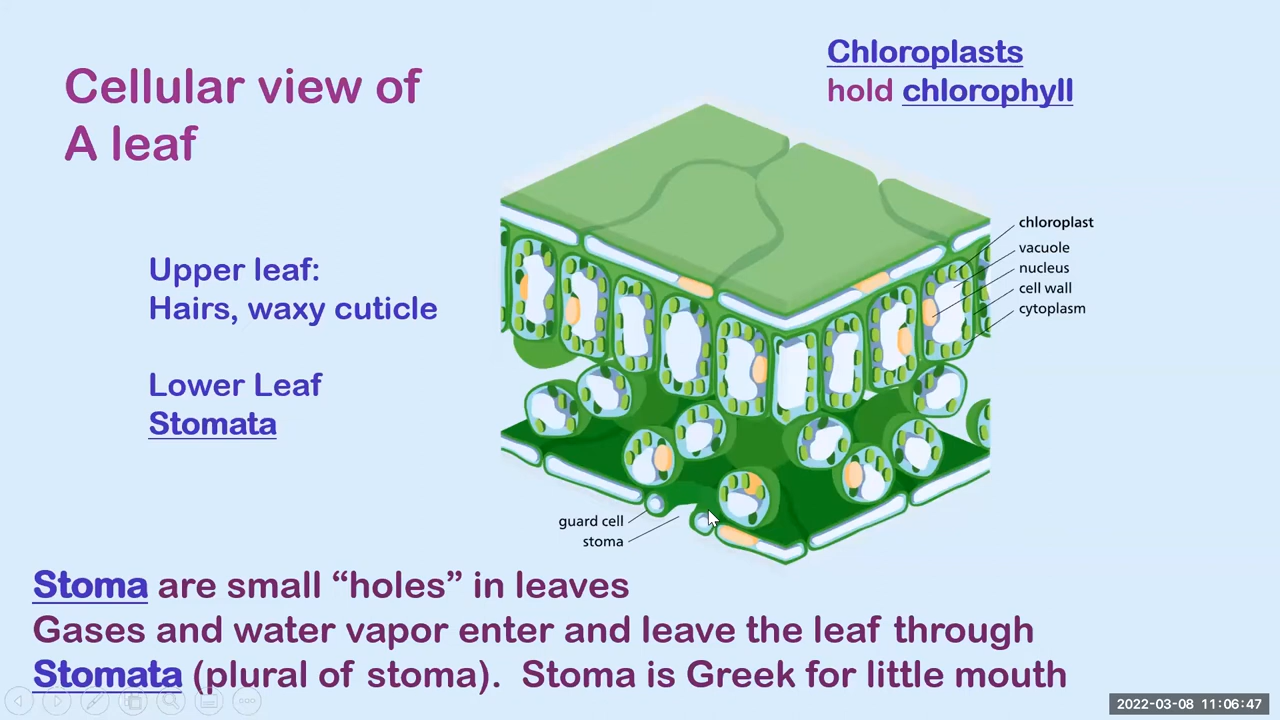 Cellular view of
A leaf
Chloroplasts
hold chlorophyll
Upper leaf:
Hairs, waxy cuticle
Lower Leaf
Stomata
chloroplast
vacuole
nucleus
cell wall
cytoplasm
guard cell
stoma
Stoma are small “holes” in leaves
Gases and water vapor enter and leave the leaf through
Stomata (plural of stoma).  Stoma is Greek for little mouth
2022-03-08 11:06:47